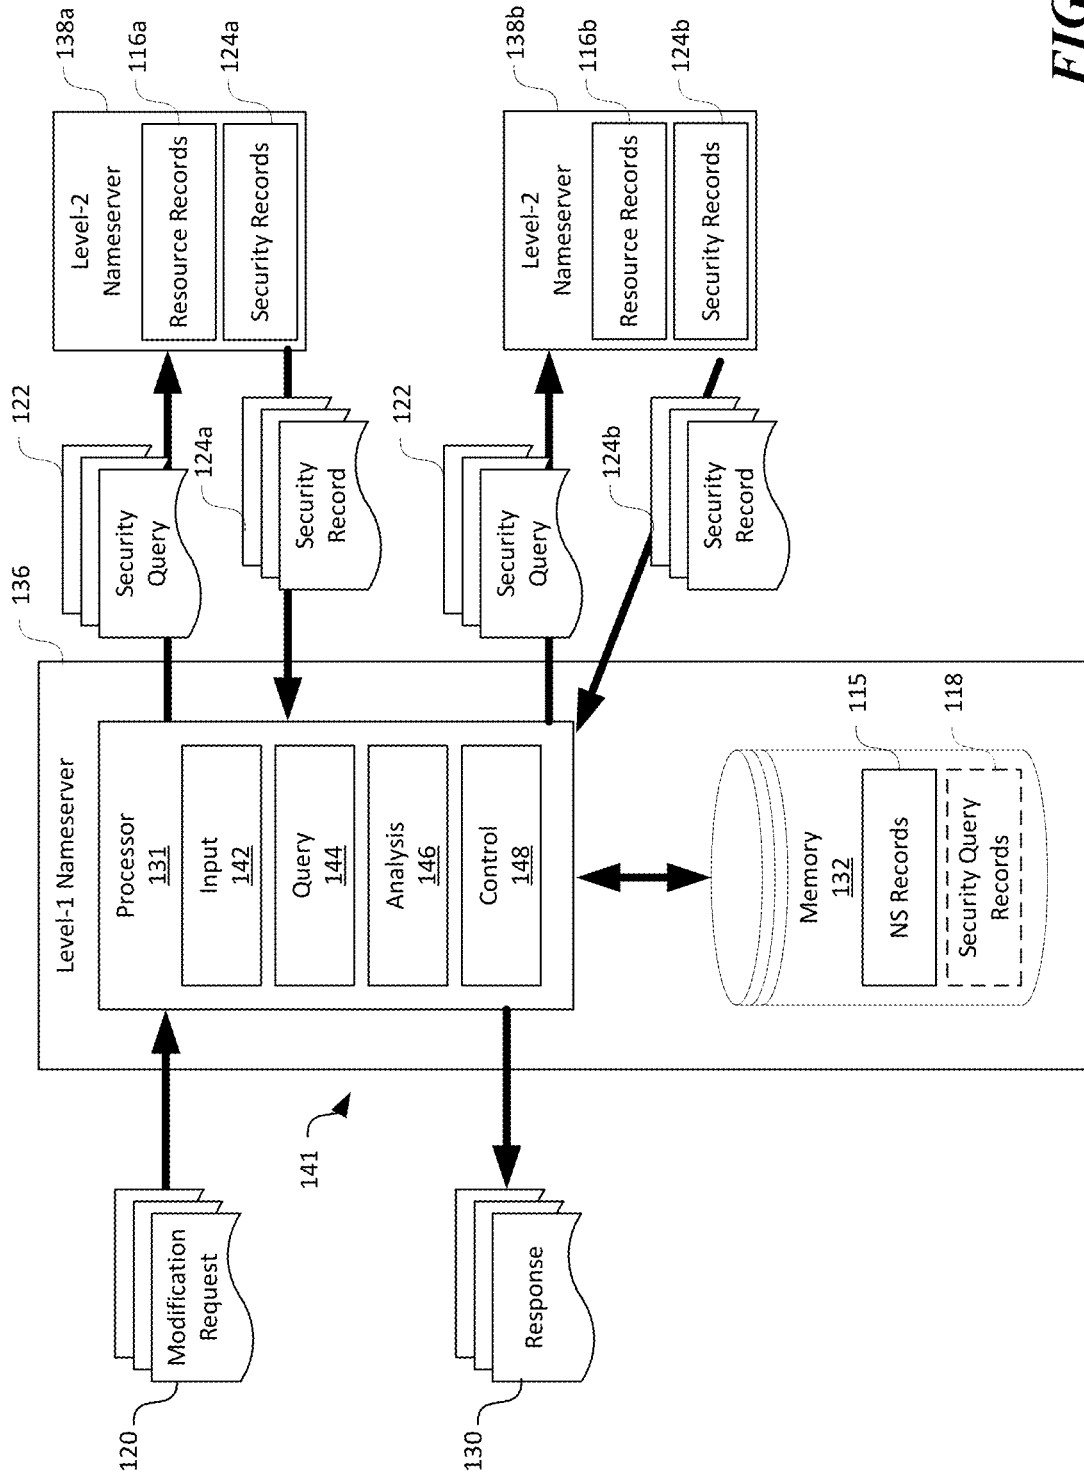 136
Level-1 Nameserver
Processor
131
Input
142
Query
144
Analysis
146
Control
148
Memory
132
NS Records
Security Query
Records
115
118
141
120
Modification
Request
130
Response
122
Security
Query
124a
Security
Record
122
Security
Query
124b
Security
Record
138a
116a
124a
Level-2
Nameserver
Resource Records
Security Records
138b
116b
124b
Level-2
Nameserver
Resource Records
Security Records
FIG